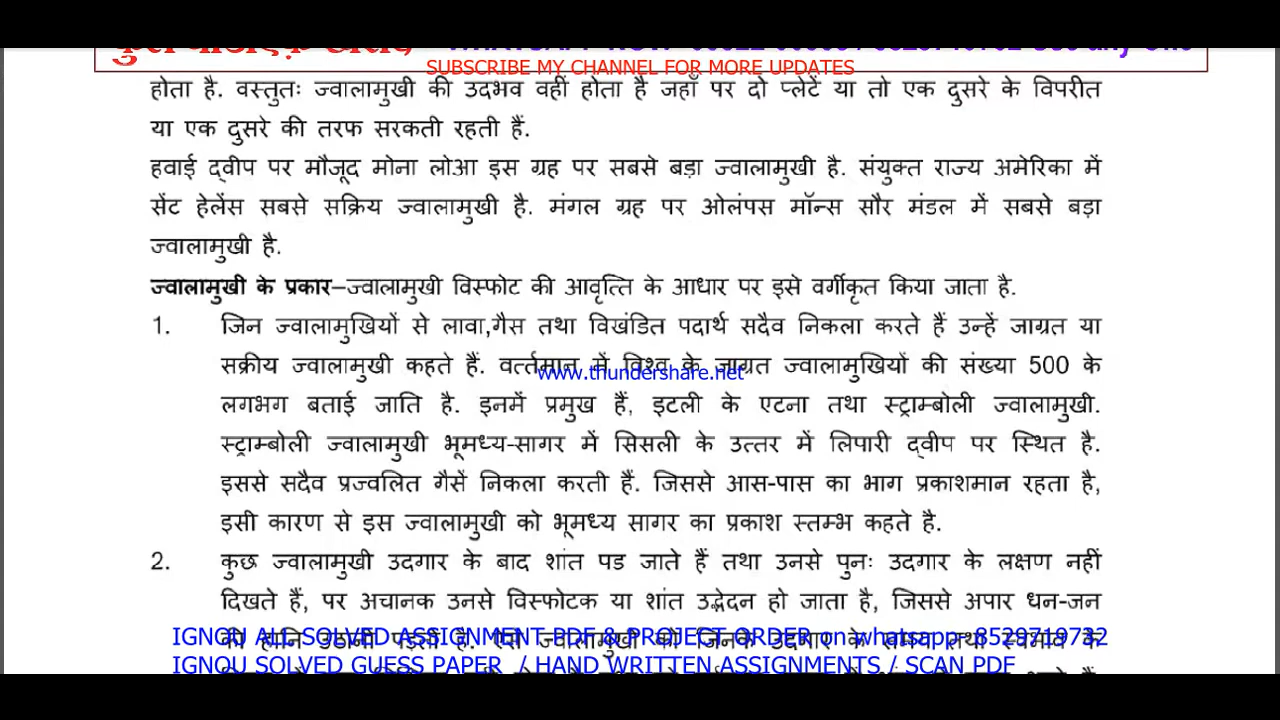 SUBSCRIBE MY CHANNEL FOR MORE UPDATES
होता है. वस्तुतः ज्वालामुखी की उदभव वहीं होता है जहाँ पर दो प्लेटें या तो एक दुसरे के विपरीत
या एक दुसरे की तरफ सरकती रहती हैं.
हवाई द्वीप पर मौजूद मोना लोआ इस ग्रह पर सबसे बड़ा ज्वालामुखी है. संयुक्त राज्य अमेरिका में
सेंट हेलेंस सबसे सक्रिय ज्वालामुखी है. मंगल ग्रह पर ओलंपस मॉन्स सौर मंडल में सबसे बड़ा
ज्वालामुखी है.
ज्वालामुखी के प्रकार–ज्वालामुखी विस्फोट की आवृत्ति के आधार पर इसे वर्गीकृत किया जाता है.
1. जिन ज्वालामुखियों से लावा,गैस तथा विखंडित पदार्थ सदैव निकला करते हैं उन्हें जाग्रत या
सक्रीय ज्वालामुखी कहते हैं. वर्त्तमान में विश्व के जाग्रत ज्वालामुखियों की संख्या 500 के
www.thundershare.net
लगभग बताई जाति है. इनमें प्रमुख हैं, इटली के एटना तथा स्ट्राम्बोली ज्वालामुखी.
स्ट्राम्बोली ज्वालामुखी भूमध्य-सागर में सिसली के उत्तर में लिपारी द्वीप पर स्थित है.
इससे सदैव प्रज्वलित गैसें निकला करती हैं. जिससे आस-पास का भाग प्रकाशमान रहता है,
इसी कारण से इस ज्वालामुखी को भूमध्य सागर का प्रकाश स्तम्भ कहते है.
2. कुछ ज्वालामुखी उदगार के बाद शांत पड जाते हैं तथा उनसे पुनः उदगार के लक्षण नहीं
दिखते हैं, पर अचानक उनसे विस्फोटक या शांत उद्भेदन हो जाता है, जिससे अपार धन-जन
IGNOU ALL SOLVED ASSIGNMENT PDF & PROJECT ORDER on whatsapp- 8529719732
IGNOU SOLVED GUESS PAPER / HAND WRITTEN ASSIGNMENTS / SCAN PDF